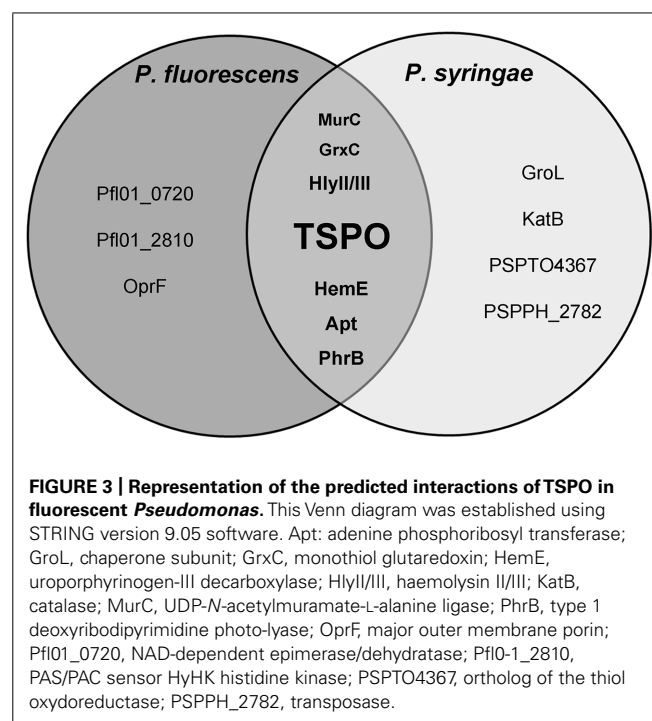 P. fluorescens
P. syringae
MurC
GrxC
HlyII/III
TSPO
HemE
Apt
PhrB
Pfl01_0720
Pfl01_2810
OprF
GroL
KatB
PSPTO4367
PSPPH_2782
FIGURE 3 | Representation of the predicted interactions of TSPO in
fluorescent Pseudomonas. This Venn diagram was established using
STRING version 9.05 software. Apt: adenine phosphoribosyl transferase;
GroL, chaperone subunit; GrxC, monothiol glutaredoxin; HemE,
uroporphyrinogen-III decarboxylase; HlyII/III, haemolysin II/III; KatB,
catalase; MurC, UDP-N-acetylmuramate-L-alanine ligase; PhrB, type 1
deoxyribodipyrimidine photo-lyase; OprF, major outer membrane porin;
Pfl01_0720, NAD-dependent epimerase/dehydratase; Pfl0-1_2810,
PAS/PAC sensor HyHK histidine kinase; PSPTO4367, ortholog of the thiol
oxydoreductase; PSPPH_2782, transposase.